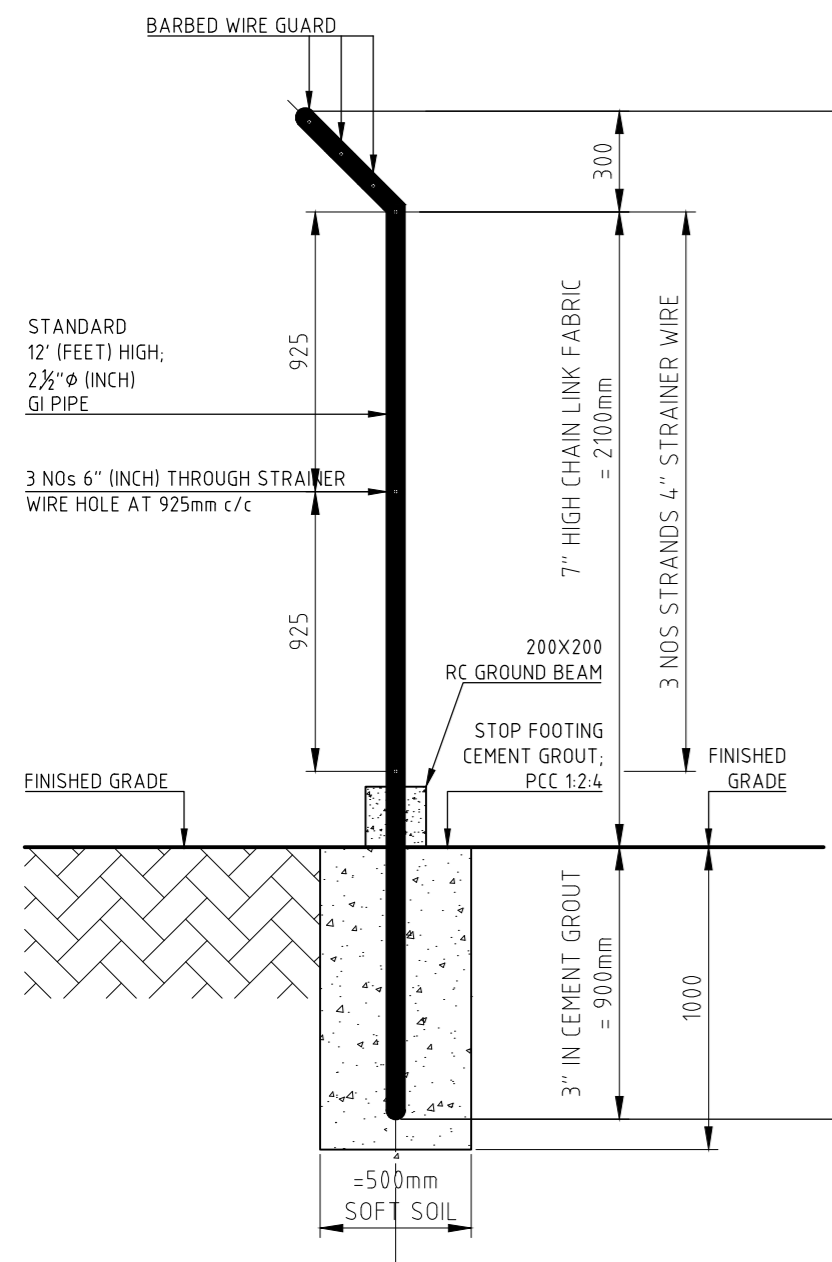 BARBED WIRE GUARD
300
925
STANDARD
12' (FEET) HIGH;
2½"Ø (INCH)
GI PIPE
7" HIGH CHAIN LINK FABRIC
= 2100mm
3 NOS STRANDS 4" STRAINER WIRE
3 NOs 6" (INCH) THROUGH STRAINER
WIRE HOLE AT 925mm c/c
925
200X200
RC GROUND BEAM
STOP FOOTING
CEMENT GROUT;
PCC 1:2:4
FINISHED GRADE
FINISHED
GRADE
3" IN CEMENT GROUT
= 900mm
1000
=500mm
SOFT SOIL